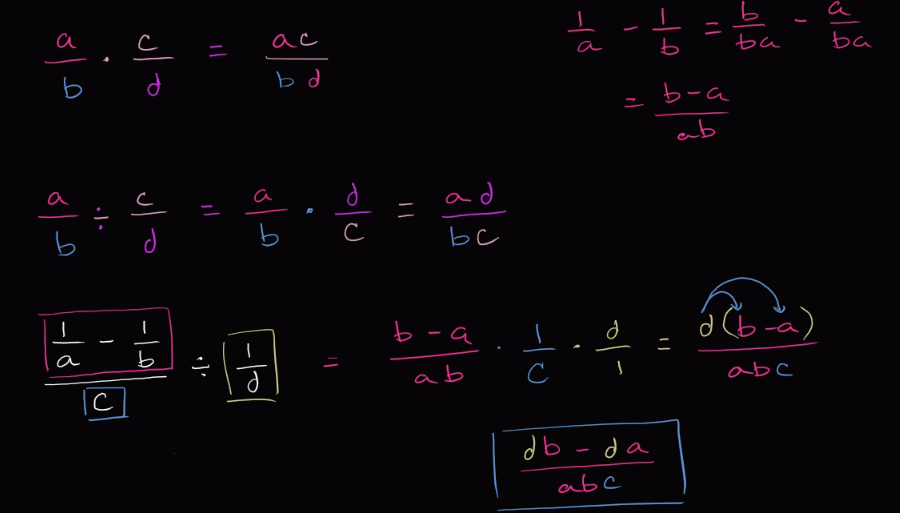 a/b · c/d = ac/bd
1/a - 1/b = b/ba - a/ba
= b-a/ab
a/b ÷ c/d = a/b · d/c = ad/bc
(1/a - 1/b)/c ÷ 1/d = b-a/ab · 1/c · d/1 = d(b-a)/abc
db - da/abc